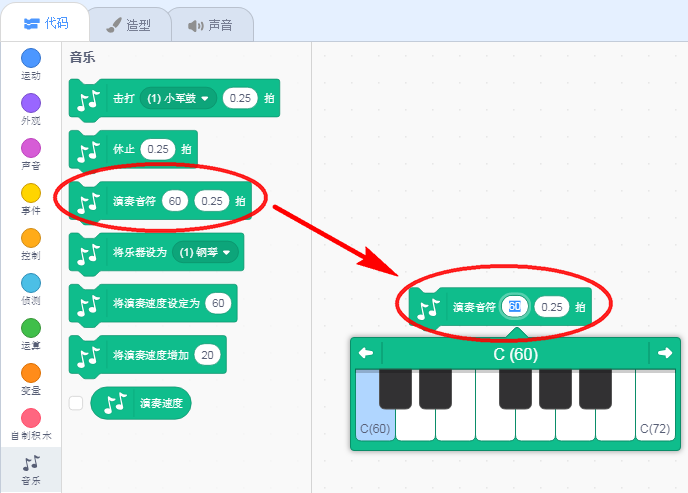 代码
造型
声音
运动
外观
声音
事件
控制
侦测
运算
变量
自制积木
音乐
音乐
击打 (1) 小军鼓 0.25 拍
休止 0.25 拍
演奏音符 60 0.25 拍
将乐器设为 (1) 钢琴
将演奏速度设定为 60
将演奏速度增加 20
演奏速度
演奏音符 60 0.25 拍
C (60)
C(60)
C(72)